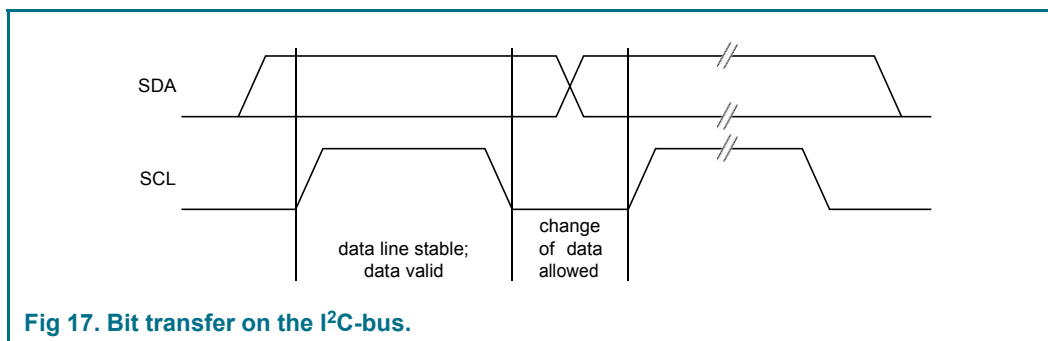 SDA
SCL
data line stable;
data valid
change
of data
allowed
Fig 17. Bit transfer on the I²C-bus.